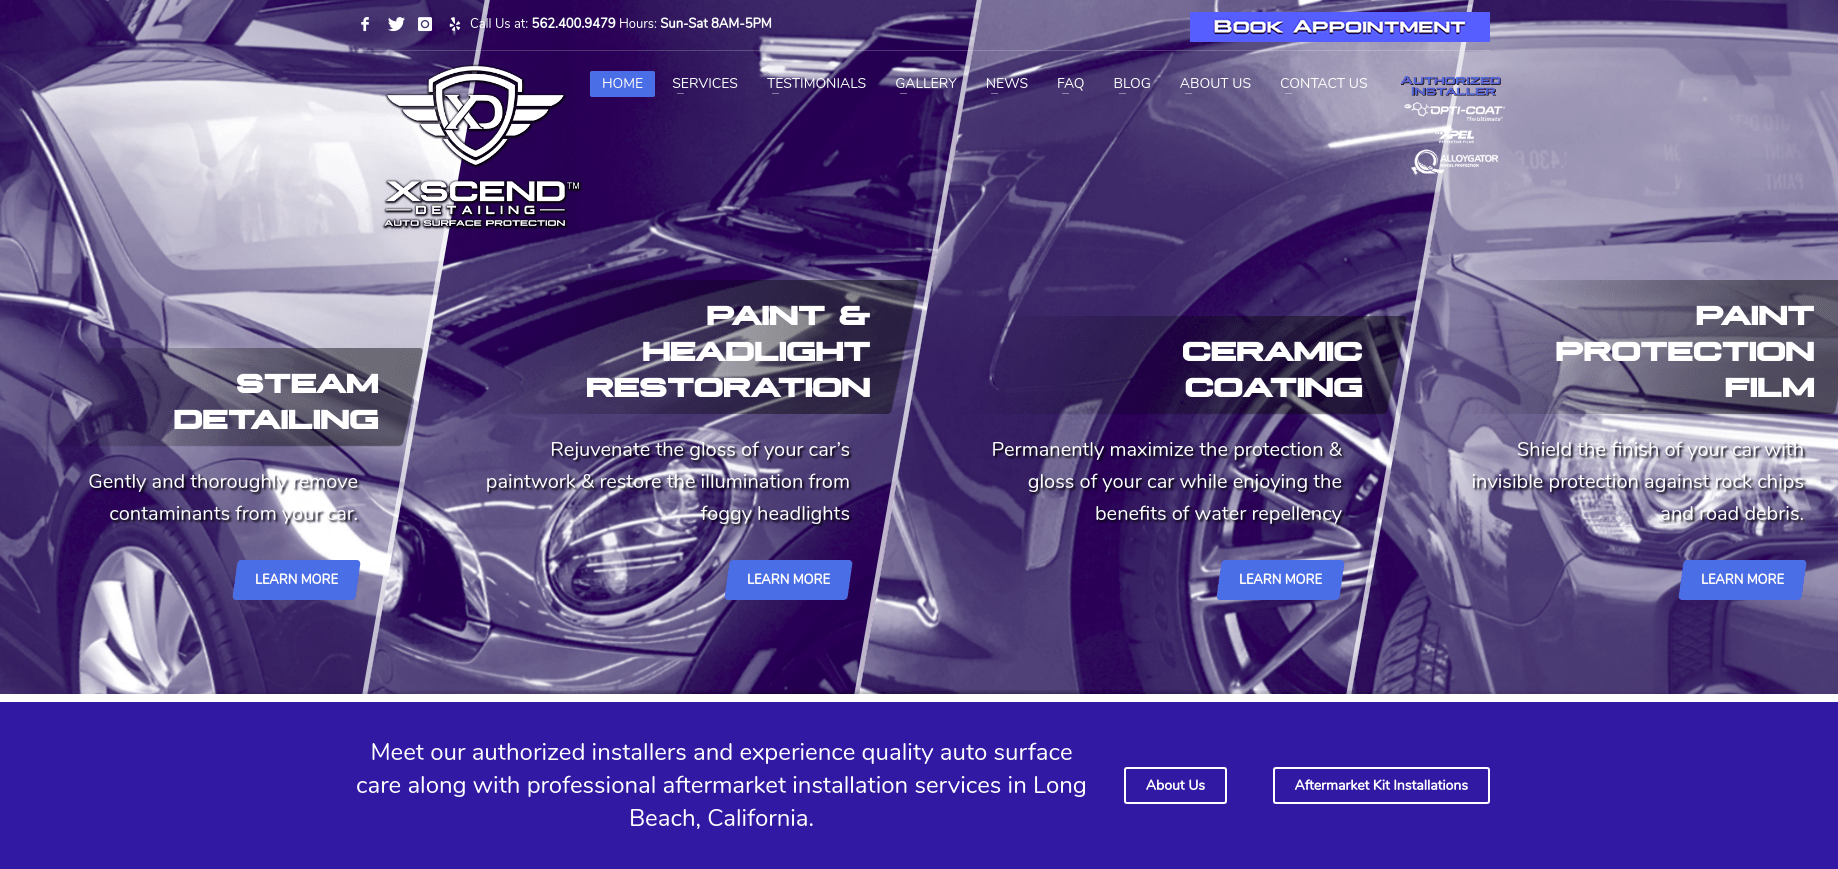 Call Us at: 562.400.9479 Hours: Sun-Sat 8AM-5PM
Book Appointment
HOME SERVICES TESTIMONIALS GALLERY NEWS FAQ BLOG ABOUT US CONTACT US
XD
XSCEND™
DETAILING
AUTO SURFACE PROTECTION
AUTHORIZED
INSTALLER
OPTI-COAT
The Ultimate
XPEL
ALLOYGATOR
STEAM
DETAILING
Gently and thoroughly remove
contaminants from your car.
LEARN MORE
PAINT &
HEADLIGHT
RESTORATION
Rejuvenate the gloss of your car’s
paintwork & restore the illumination from
foggy headlights
LEARN MORE
CERAMIC
COATING
Permanently maximize the protection &
gloss of your car while enjoying the
benefits of water repellency
LEARN MORE
PAINT
PROTECTION
FILM
Shield the finish of your car with
invisible protection against rock chips
and road debris.
LEARN MORE
Meet our authorized installers and experience quality auto surface
care along with professional aftermarket installation services in Long
Beach, California.
About Us
Aftermarket Kit Installations